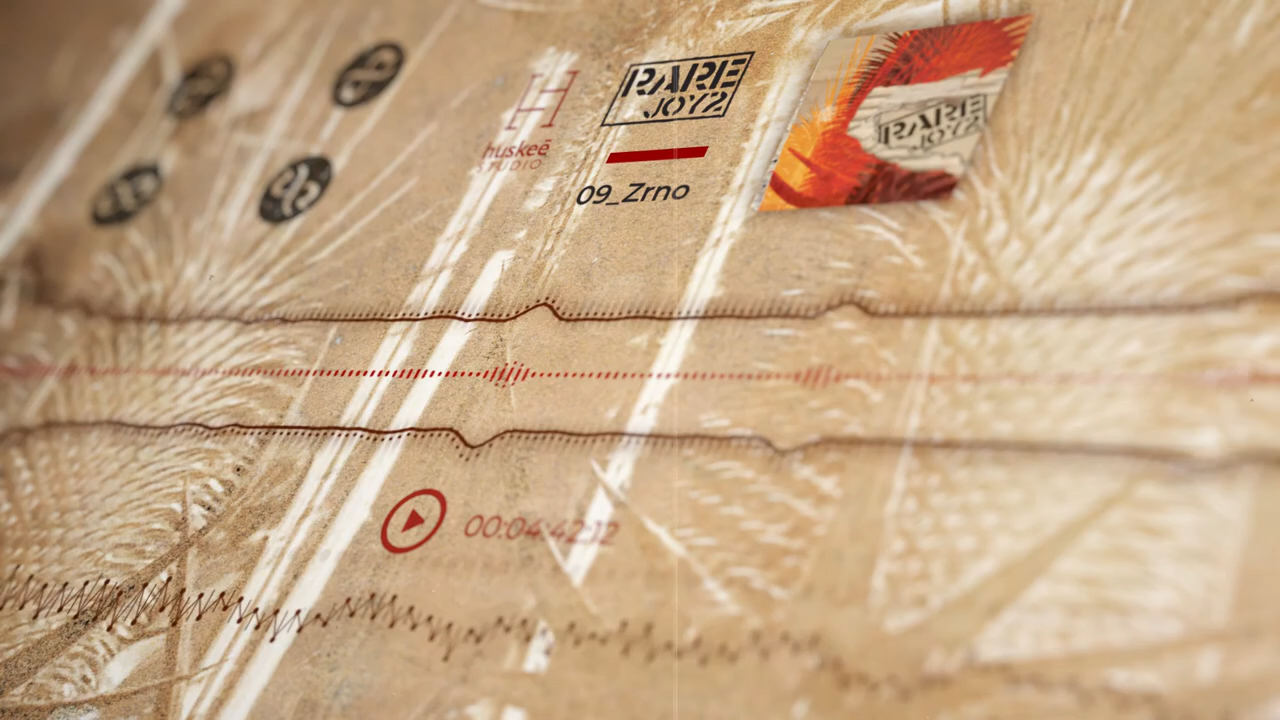 huskeē
STUDIO
RARE
JOYZ
09_Zrno
RARE
JOYZ
00:04:42:12